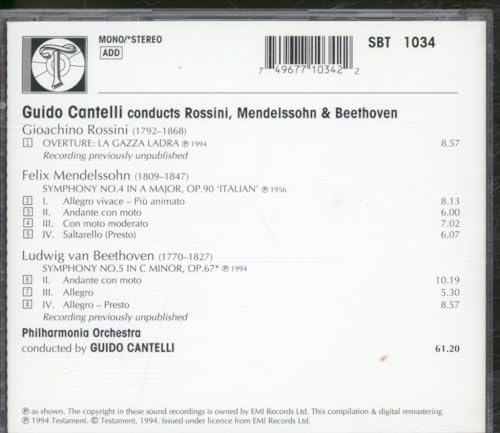 MONO/*STEREO
ADD
SBT 1034
7 49677 10342 2
Guido Cantelli conducts Rossini, Mendelssohn & Beethoven
Gioachino Rossini (1792–1868)
1 OVERTURE: LA GAZZA LADRA ℗ 1994 8.57
Recording previously unpublished
Felix Mendelssohn (1809–1847)
SYMPHONY NO.4 IN A MAJOR, OP.90 ‘ITALIAN’ ℗ 1956
2 I. Allegro vivace – Più animato 8.13
3 II. Andante con moto 6.00
4 III. Con moto moderato 7.02
5 IV. Saltarello (Presto) 6.07
Ludwig van Beethoven (1770–1827)
SYMPHONY NO.5 IN C MINOR, OP.67* ℗ 1994
6 II. Andante con moto 10.19
7 III. Allegro 5.30
8 IV. Allegro – Presto 8.57
Recording previously unpublished
Philharmonia Orchestra
conducted by GUIDO CANTELLI 61.20
℗ as shown. The copyright in these sound recordings is owned by EMI Records Ltd. This compilation & digital remastering
℗ 1994 Testament. © Testament, 1994. Issued under licence from EMI Records Ltd.